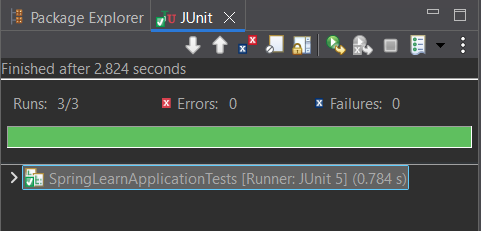 Package Explorer JUnit
Finished after 2.824 seconds
Runs: 3/3 Errors: 0 Failures: 0
SpringLearnApplicationTests [Runner: JUnit 5] (0.784 s)